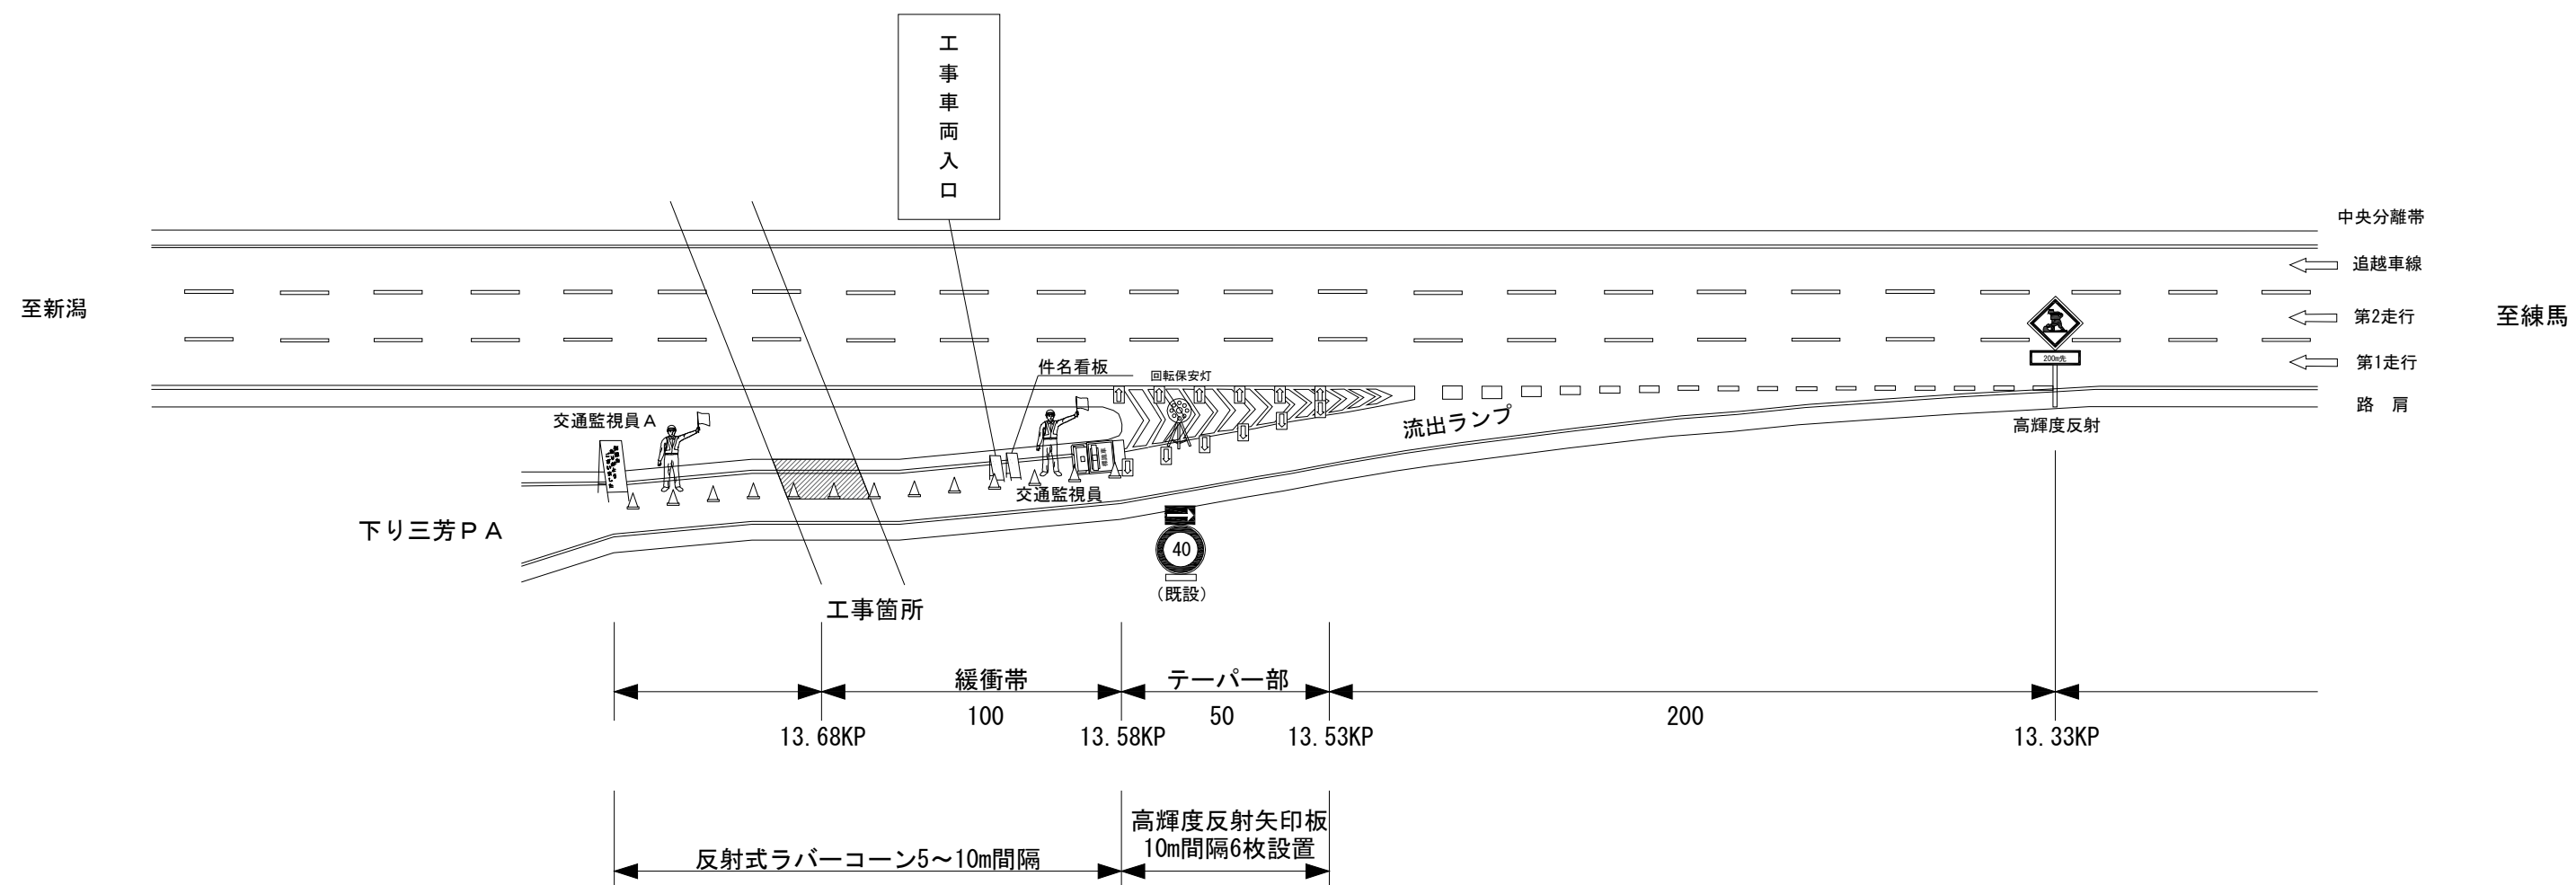 工事車両入口
中央分離帯
追越車線
至新潟
第2走行
至練馬
200m先
第1走行
件名看板
回転保安灯
路　肩
交通監視員A
流出ランプ
高輝度反射
交通監視員
下り三芳PA
40
(既設)
工事箇所
緩衝帯
テーパー部
100
50
200
13.68KP
13.58KP
13.53KP
13.33KP
高輝度反射矢印板
10m間隔6枚設置
反射式ラバーコーン5～10m間隔